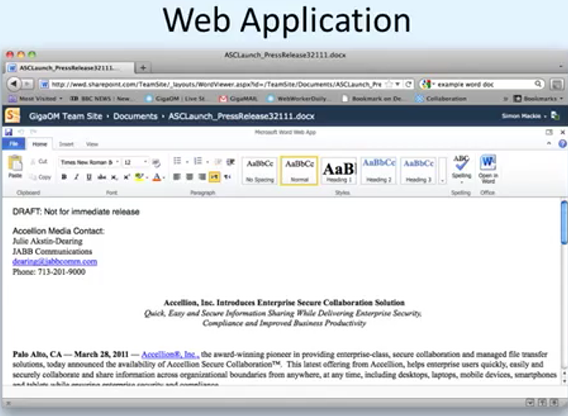 Web Application
ASCLaunch_PressRelease32111.docx
ASCLaunch_PressRelease32111....
http://wwd.sharepoint.com/TeamSite/_layouts/WordViewer.aspx?id=/TeamSite/Documents/ASCLaunch_Pr
example word doc
Most Visited BBC NEWS | New... GigaOM | Live St... GigaMAIL WebWorkerDaily... Bookmark on De... Collaboration Bookmarks
GigaOM Team Site Documents ASCLaunch_PressRelease32111.docx Simon Mackie
Microsoft Word Web App
File Home Insert View
Paste Times New Roman B 12
B I U
AaBbCc AaBbCc AaB AaBbCc AaBbCc ABC
No Spacing Normal Heading 1 Heading 2 Heading 3 Spelling Open in Word
Clipboard Font Paragraph Styles Spelling Office
DRAFT: Not for immediate release
Accellion Media Contact:
Julie Akstin-Dearing
JABB Communications
dearing@jabbcomm.com
Phone: 713-201-9000
Accellion, Inc. Introduces Enterprise Secure Collaboration Solution
Quick, Easy and Secure Information Sharing While Delivering Enterprise Security,
Compliance and Improved Business Productivity
Palo Alto, CA — March 28, 2011 — Accellion®, Inc., the award-winning pioneer in providing enterprise-class, secure collaboration and managed file transfer
solutions, today announced the availability of Accellion Secure Collaboration™. This latest offering from Accellion, helps enterprise users quickly, easily and
securely collaborate and share information across organizational boundaries from anywhere, at any time, including desktops, laptops, mobile devices, smartphones
and tablets while ensuring enterprise security and compliance.